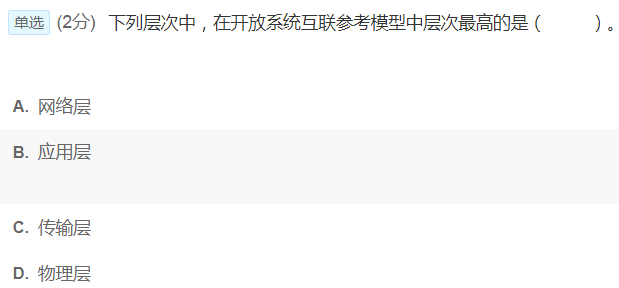 单选 (2分) 下列层次中，在开放系统互联参考模型中层次最高的是（　　）。
A. 网络层
B. 应用层
C. 传输层
D. 物理层